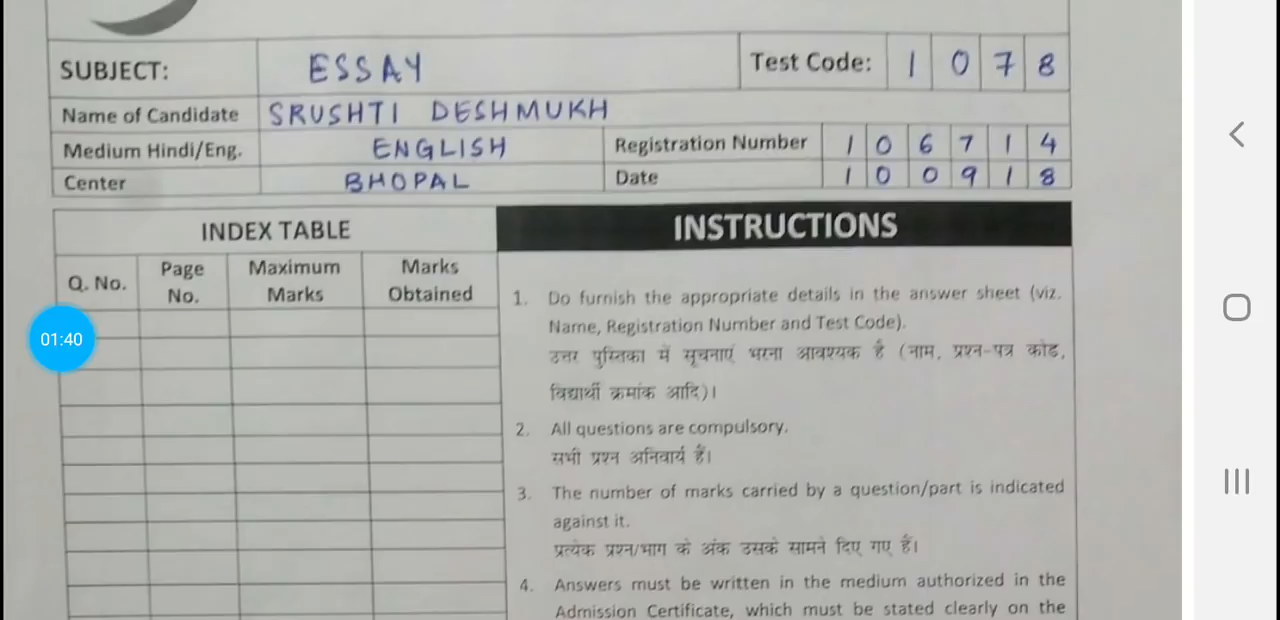 SUBJECT: ESSAY Test Code: 1 0 7 8
Name of Candidate SRUSHTI DESHMUKH
Medium Hindi/Eng. ENGLISH Registration Number 1 0 6 7 1 4
Center BHOPAL Date 1 0 0 9 1 8
INDEX TABLE
Q. No. Page No. Maximum Marks Marks Obtained
01:40
INSTRUCTIONS
1. Do furnish the appropriate details in the answer sheet (viz.
Name, Registration Number and Test Code).
उत्तर पुस्तिका में सूचनाएं भरना आवश्यक है (नाम, प्रश्न-पत्र कोड,
विद्यार्थी क्रमांक आदि)।
2. All questions are compulsory.
सभी प्रश्न अनिवार्य हैं।
3. The number of marks carried by a question/part is indicated
against it.
प्रत्येक प्रश्न/भाग के अंक उसके सामने दिए गए हैं।
4. Answers must be written in the medium authorized in the
Admission Certificate, which must be stated clearly on the